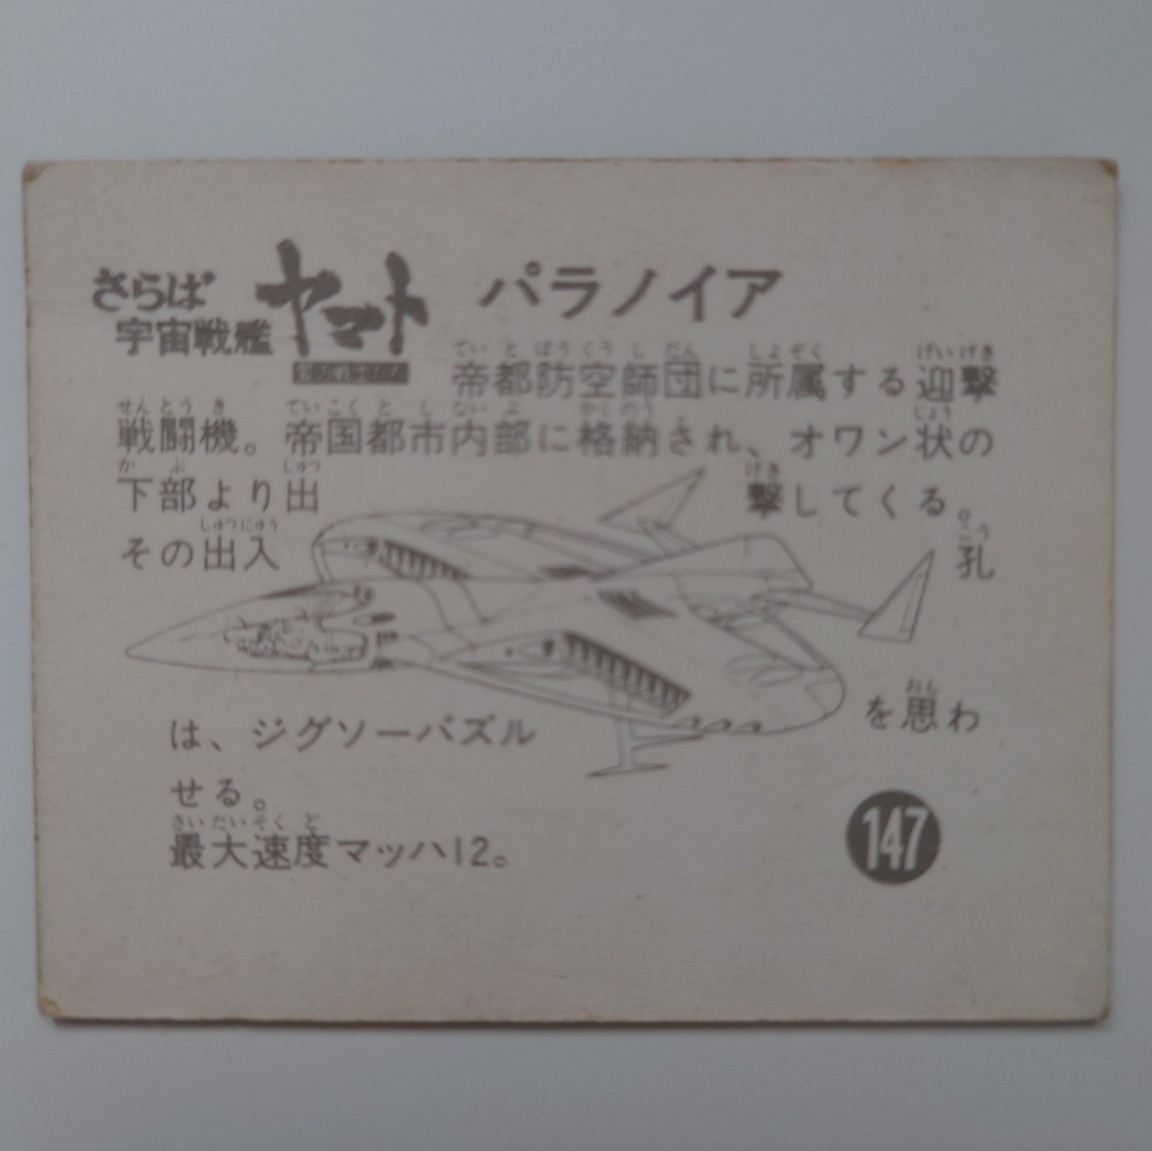 さらば
宇宙戦艦
ヤマト
パラノイア
帝都防空師団に所属する迎撃
戦闘機。帝国都市内部に格納され、オワン状の
下部より出撃してくる。
その出入孔
は、ジグソーパズルを思わ
せる。
最大速度マッハ12。
147